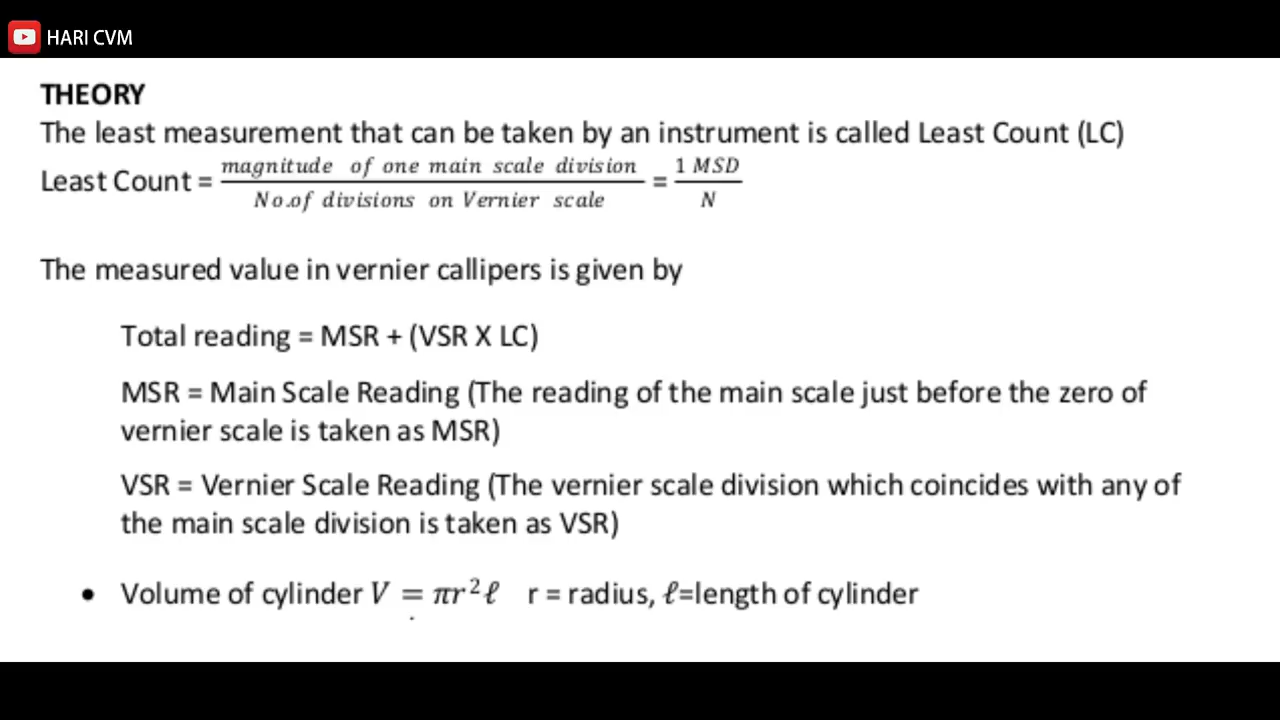 HARI CVM
THEORY
The least measurement that can be taken by an instrument is called Least Count (LC)
Least Count = magnitude of one main scale division / No.of divisions on Vernier scale = 1 MSD / N
The measured value in vernier callipers is given by
Total reading = MSR + (VSR X LC)
MSR = Main Scale Reading (The reading of the main scale just before the zero of
vernier scale is taken as MSR)
VSR = Vernier Scale Reading (The vernier scale division which coincides with any of
the main scale division is taken as VSR)
• Volume of cylinder V = πr²ℓ r = radius, ℓ=length of cylinder